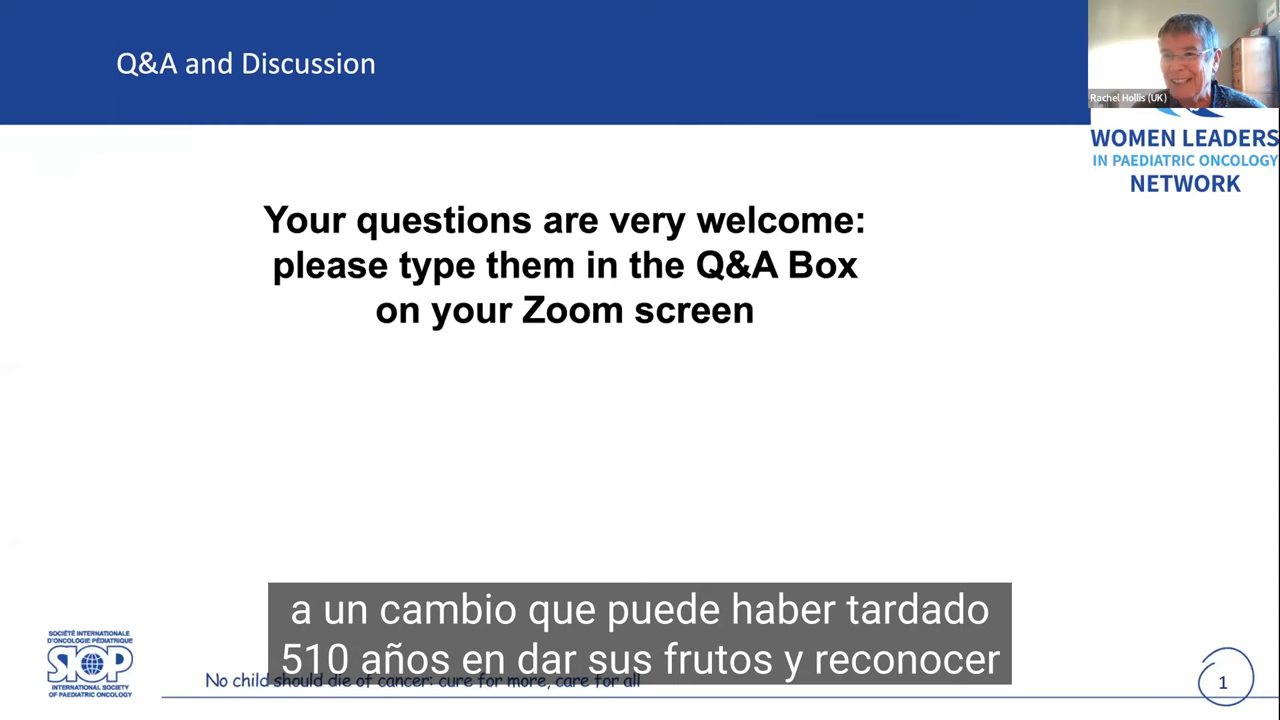 Q&A and Discussion
Rachel Hollis (UK)
WOMEN LEADERS
IN PAEDIATRIC ONCOLOGY
NETWORK
Your questions are very welcome:
please type them in the Q&A Box
on your Zoom screen
a un cambio que puede haber tardado
510 años en dar sus frutos y reconocer
SOCIÉTÉ INTERNATIONALE
D'ONCOLOGIE PÉDIATRIQUE
SIOP
INTERNATIONAL SOCIETY
OF PAEDIATRIC ONCOLOGY
No child should die of cancer: cure for more, care for all
1